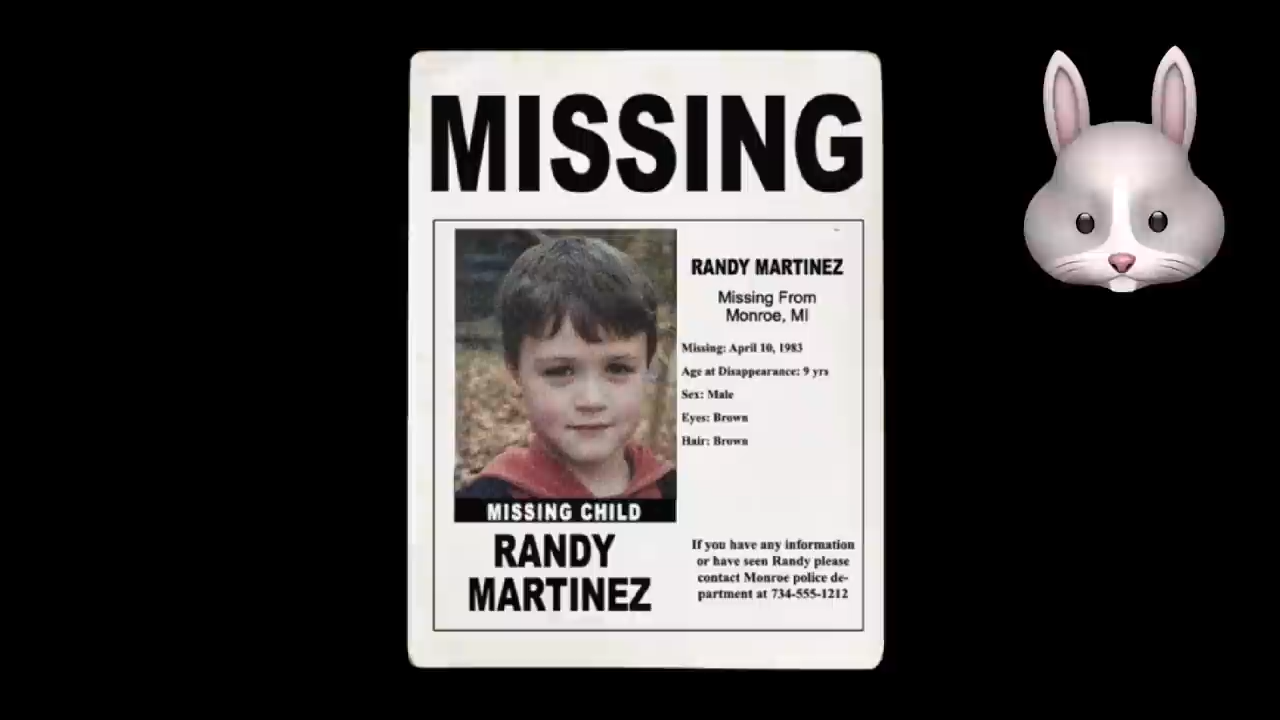 MISSING
RANDY MARTINEZ
Missing From
Monroe, MI
Missing: April 10, 1983
Age at Disappearance: 9 yrs
Sex: Male
Eyes: Brown
Hair: Brown
MISSING CHILD
RANDY
MARTINEZ
If you have any information
or have seen Randy please
contact Monroe police de-
partment at 734-555-1212